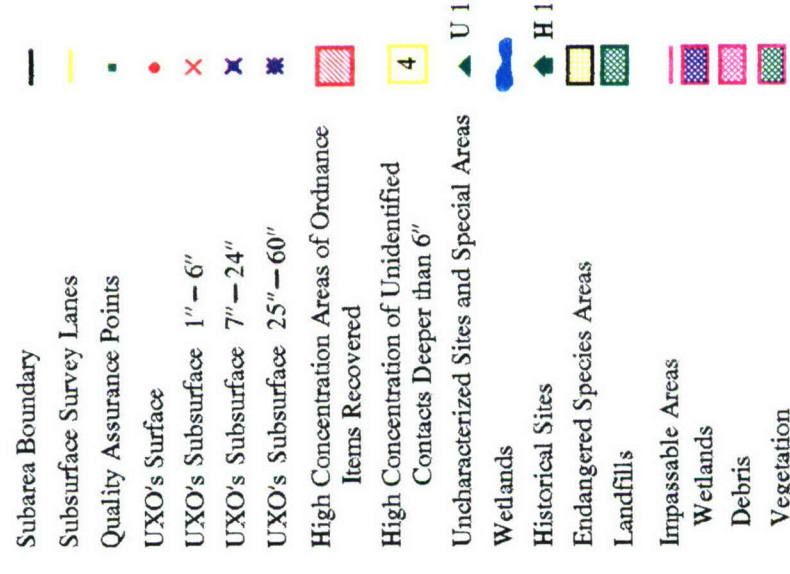 Subarea Boundary
Subsurface Survey Lanes
Quality Assurance Points
UXO's Surface
UXO's Subsurface 1"–6"
UXO's Subsurface 7"–24"
UXO's Subsurface 25"–60"
High Concentration Areas of Ordnance
Items Recovered
High Concentration of Unidentified
Contacts Deeper than 6"
4
Uncharacterized Sites and Special Areas
U 1
Wetlands
Historical Sites
H 1
Endangered Species Areas
Landfills
Impassable Areas
Wetlands
Debris
Vegetation